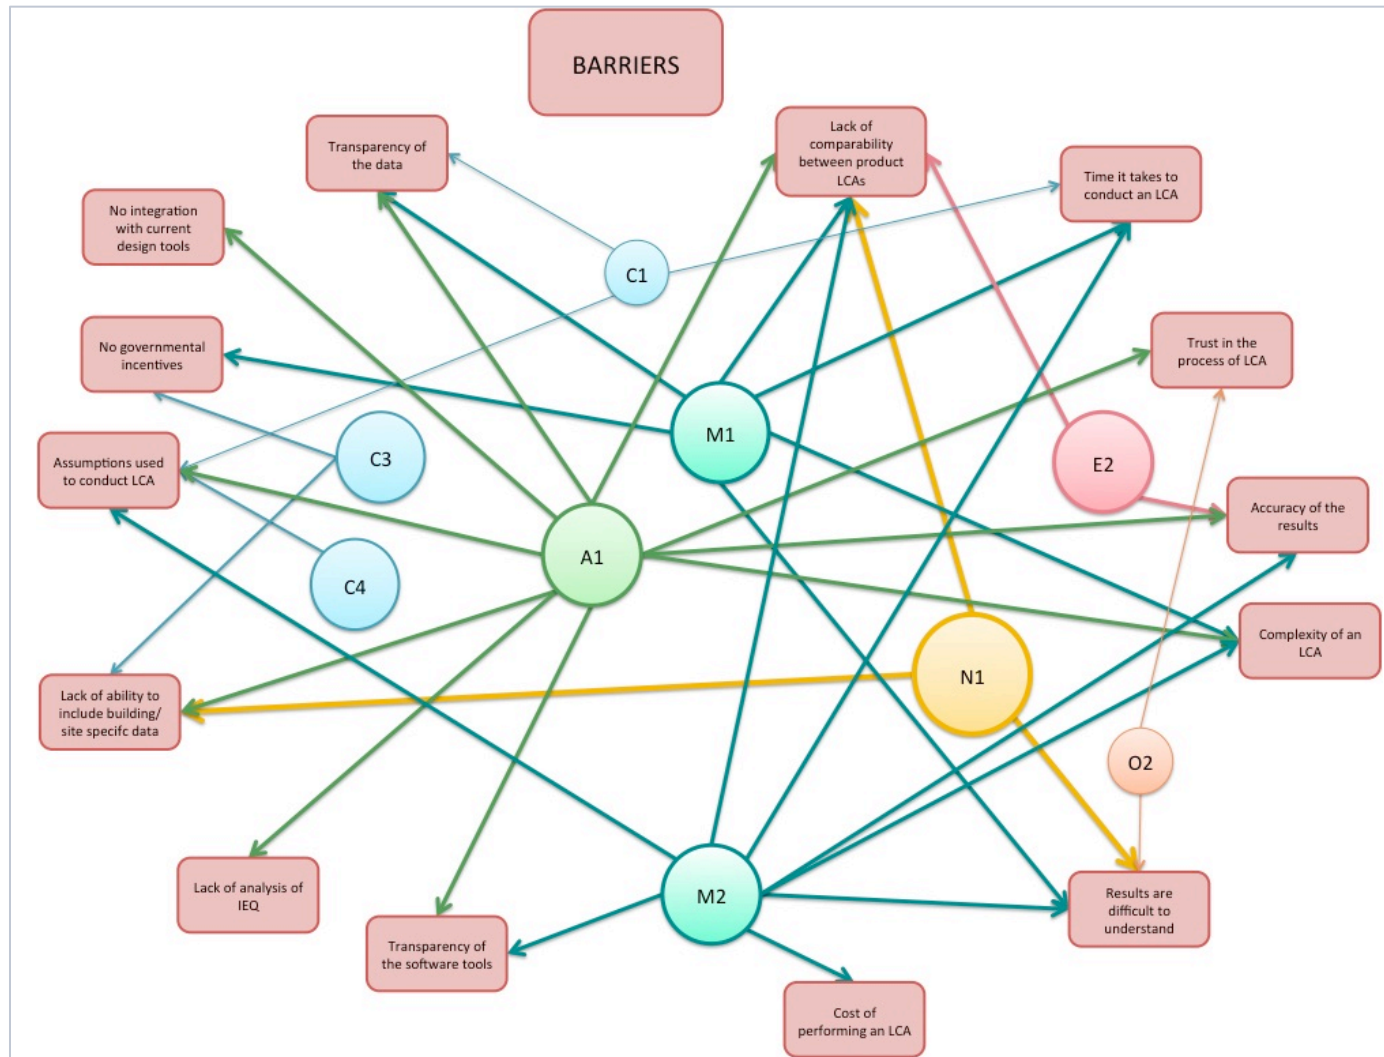 BARRIERS
Transparency of
the data
Lack of
comparability
between product
LCAs
Time it takes to
conduct an LCA
No integration
with current
design tools
C1
No governmental
incentives
Trust in the
process of LCA
M1
C3
E2
Assumptions used
to conduct LCA
Accuracy of the
results
A1
C4
Complexity of an
LCA
N1
Lack of ability to
include building/
site specifc data
O2
Lack of analysis of
IEQ
M2
Results are
difficult to
understand
Transparency of
the software tools
Cost of
performing an LCA